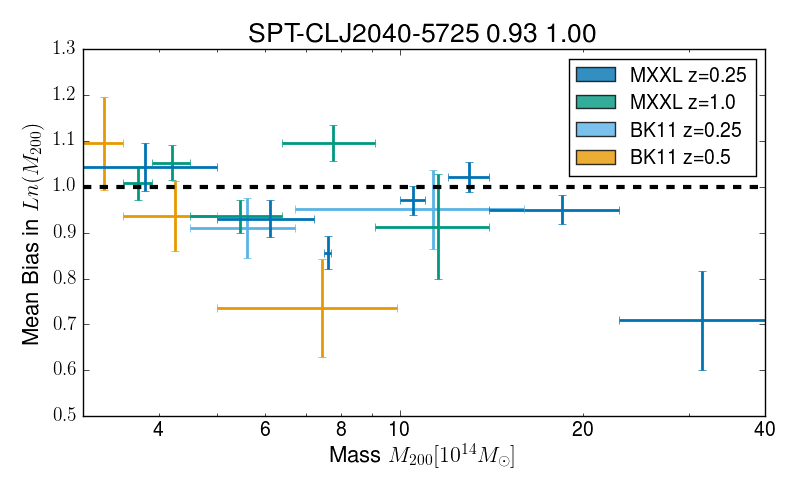 SPT-CLJ2040-5725 0.93 1.00
1.3
1.2
1.1
1.0
0.9
0.8
0.7
0.6
0.5
Mean Bias in Ln(M200)
MXXL z=0.25
MXXL z=1.0
BK11 z=0.25
BK11 z=0.5
4 6 8 10 20 40
Mass M200[10^14 M⊙]